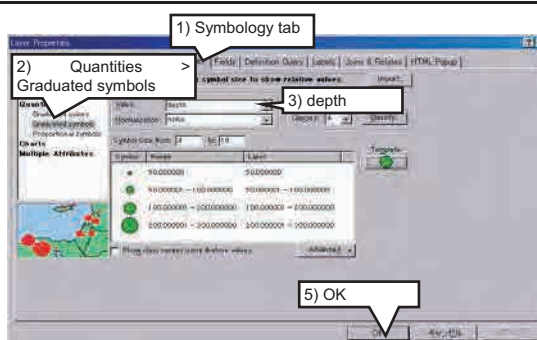 1) Symbology tab
Layer Properties
Fields Definition Query Labels Joins & Relates HTML Popup
2) Quantities >
Graduated symbols
symbol size to show relative values.
Import...
Value: depth
3) depth
Graduated colors
Graduated symbols
Proportional symbols
Normalization: none
Classify...
Charts
Multiple Attributes
Symbol Size from:
to: 18
Template
Symbol Range Label
50.000000 50.000000
50.000001 - 100.000000 50.000001 - 100.000000
100.000001 - 200.000000 100.000001 - 200.000000
200.000001 - 300.000000 200.000001 - 300.000000
Show class ranges using feature values
Advanced
5) OK
OK キャンセル